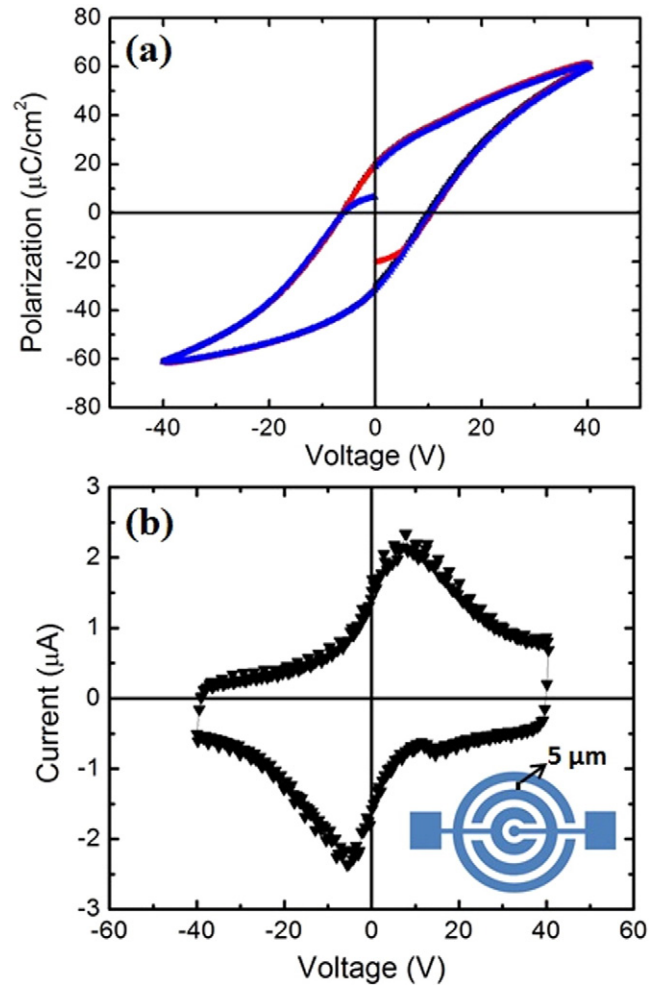 (a)
80
60
40
20
0
-20
-40
-60
-80
Polarization (μC/cm²)
-40 -20 0 20 40
Voltage (V)
(b)
3
2
1
0
-1
-2
-3
Current (μA)
5 μm
-60 -40 -20 0 20 40 60
Voltage (V)